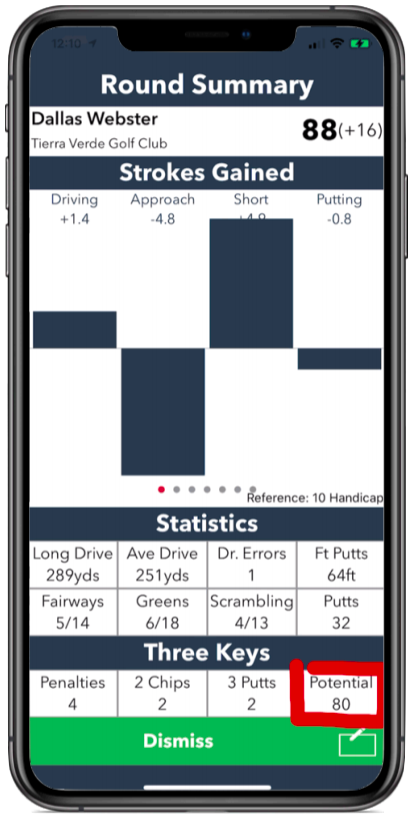 12:10
Round Summary
Dallas Webster
88(+16)
Tierra Verde Golf Club
Strokes Gained
Driving Approach Short Putting
+1.4 -4.8 +4.9 -0.8
Reference: 10 Handicap
Statistics
Long Drive Ave Drive Dr. Errors Ft Putts
289yds 251yds 1 64ft
Fairways Greens Scrambling Putts
5/14 6/18 4/13 32
Three Keys
Penalties 2 Chips 3 Putts Potential
4 2 2 80
Dismiss